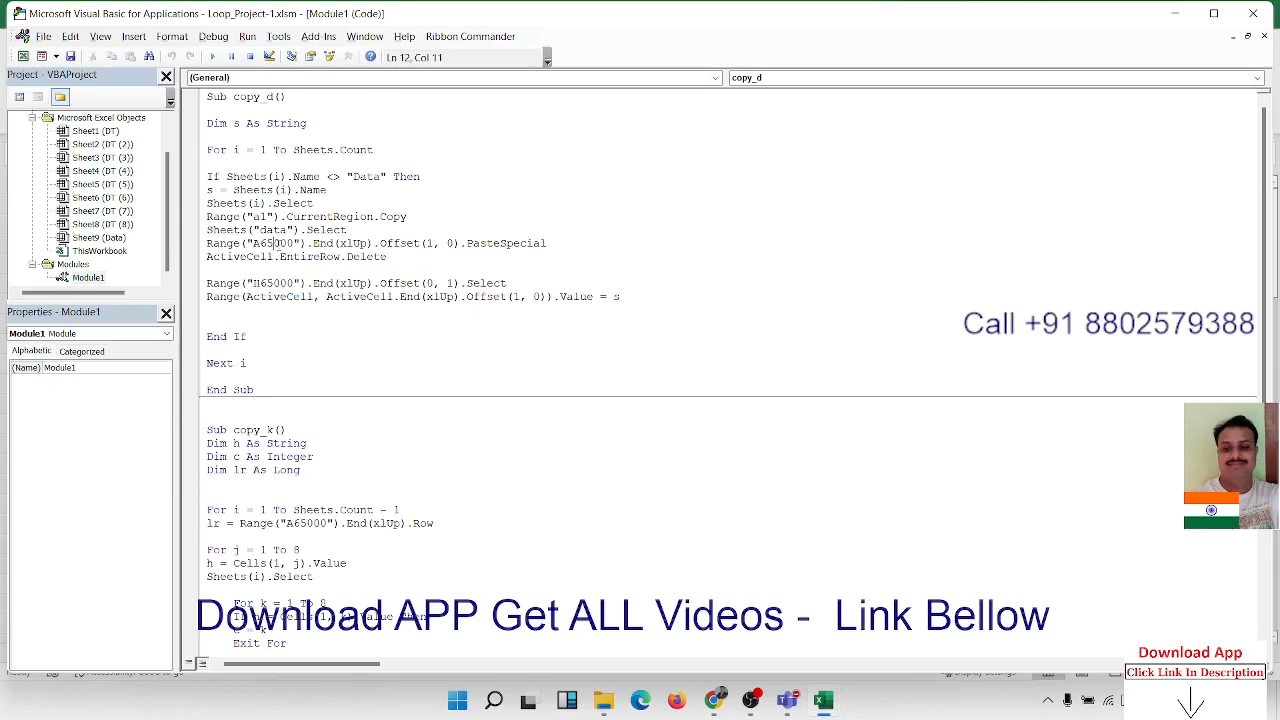 Microsoft Visual Basic for Applications - Loop_Project-1.xlsm - [Module1 (Code)]
File Edit View Insert Format Debug Run Tools Add-Ins Window Help Ribbon Commander
Ln 12, Col 11
Project - VBAProject
(General)
copy_d
Microsoft Excel Objects
Sheet1 (DT)
Sheet2 (DT (2))
Sheet3 (DT (3))
Sheet4 (DT (4))
Sheet5 (DT (5))
Sheet6 (DT (6))
Sheet7 (DT (7))
Sheet8 (DT (8))
Sheet9 (Data)
ThisWorkbook
Modules
Module1
Properties - Module1
Module1 Module
Alphabetic Categorized
(Name) Module1
Sub copy_d()
Dim s As String
For i = 1 To Sheets.Count
If Sheets(i).Name <> "Data" Then
s = Sheets(i).Name
Sheets(i).Select
Range("a1").CurrentRegion.Copy
Sheets("data").Select
Range("A65000").End(xlUp).Offset(1, 0).PasteSpecial
ActiveCell.EntireRow.Delete
Range("H65000").End(xlUp).Offset(0, 1).Select
Range(ActiveCell, ActiveCell.End(xlUp).Offset(1, 0)).Value = s
End If
Next i
End Sub
Sub copy_k()
Dim h As String
Dim c As Integer
Dim lr As Long
For i = 1 To Sheets.Count - 1
lr = Range("A65000").End(xlUp).Row
For j = 1 To 8
h = Cells(1, j).Value
Sheets(i).Select
For k = 1 To 8
Exit For
Call +91 8802579388
Download APP Get ALL Videos - Link Bellow
Download App
Click Link In Description